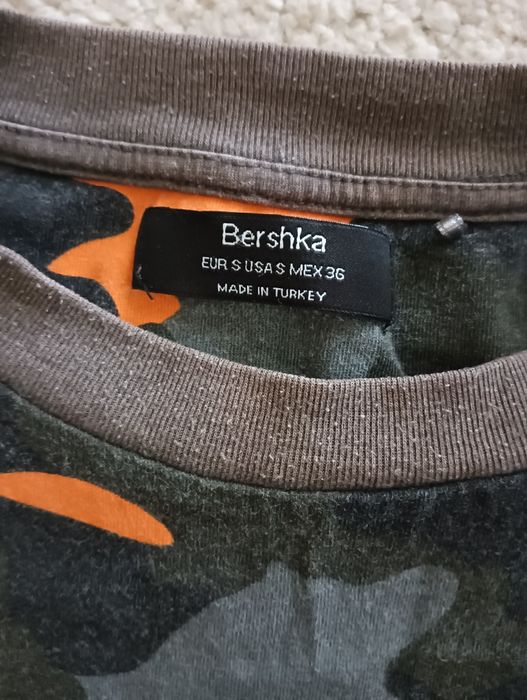 Bershka
EUR S USA S MEX 36
MADE IN TURKEY